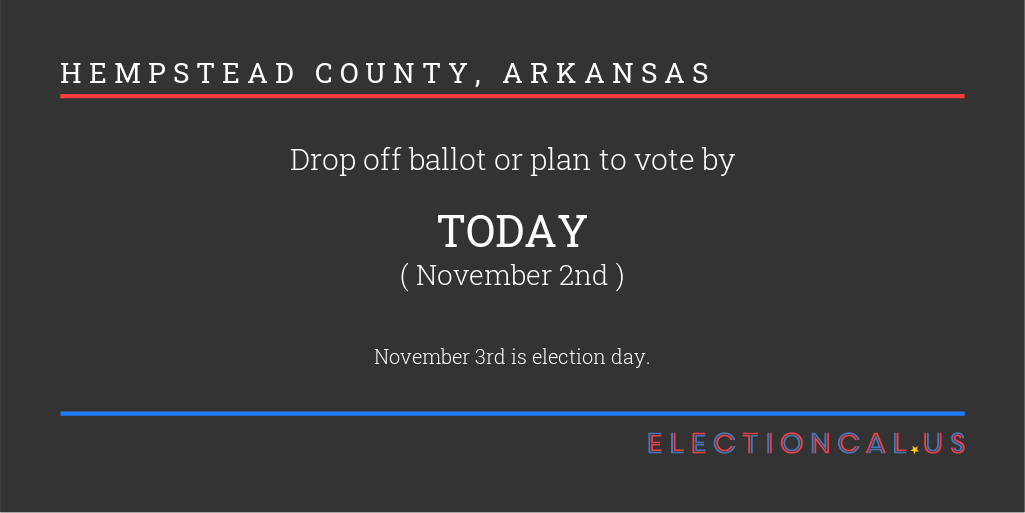 HEMPSTEAD COUNTY, ARKANSAS
Drop off ballot or plan to vote by
TODAY
( November 2nd )
November 3rd is election day.
ELECTIONCAL.US